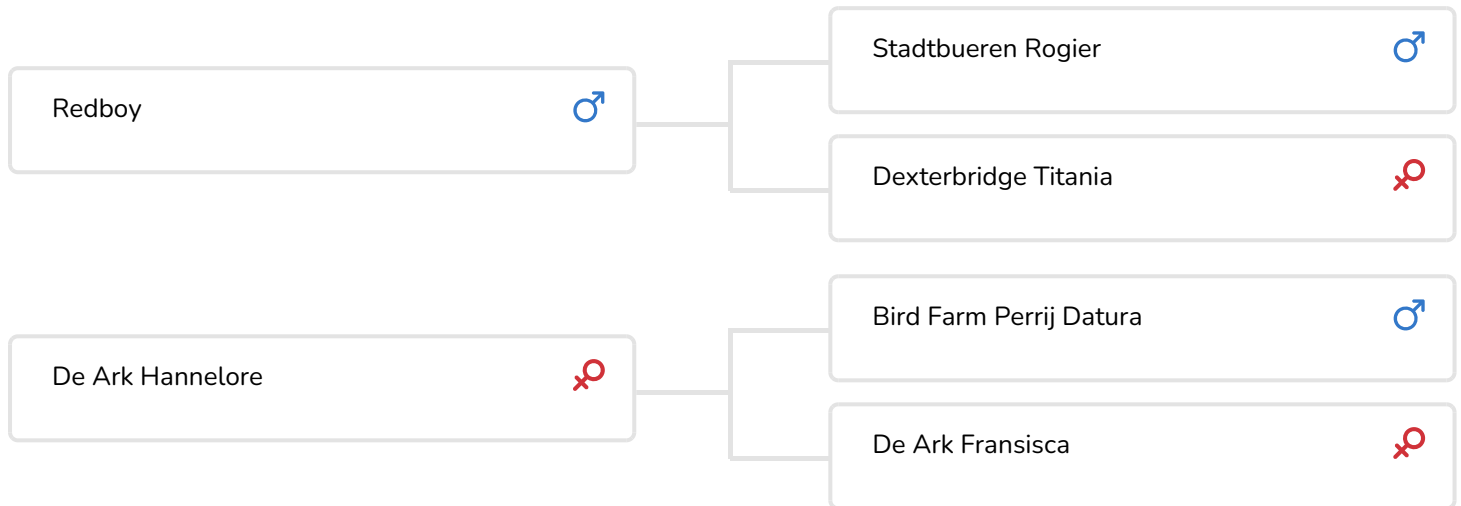 Redboy
Stadtbueren Rogier
Dexterbridge Titania
De Ark Hannelore
Bird Farm Perrij Datura
De Ark Fransisca